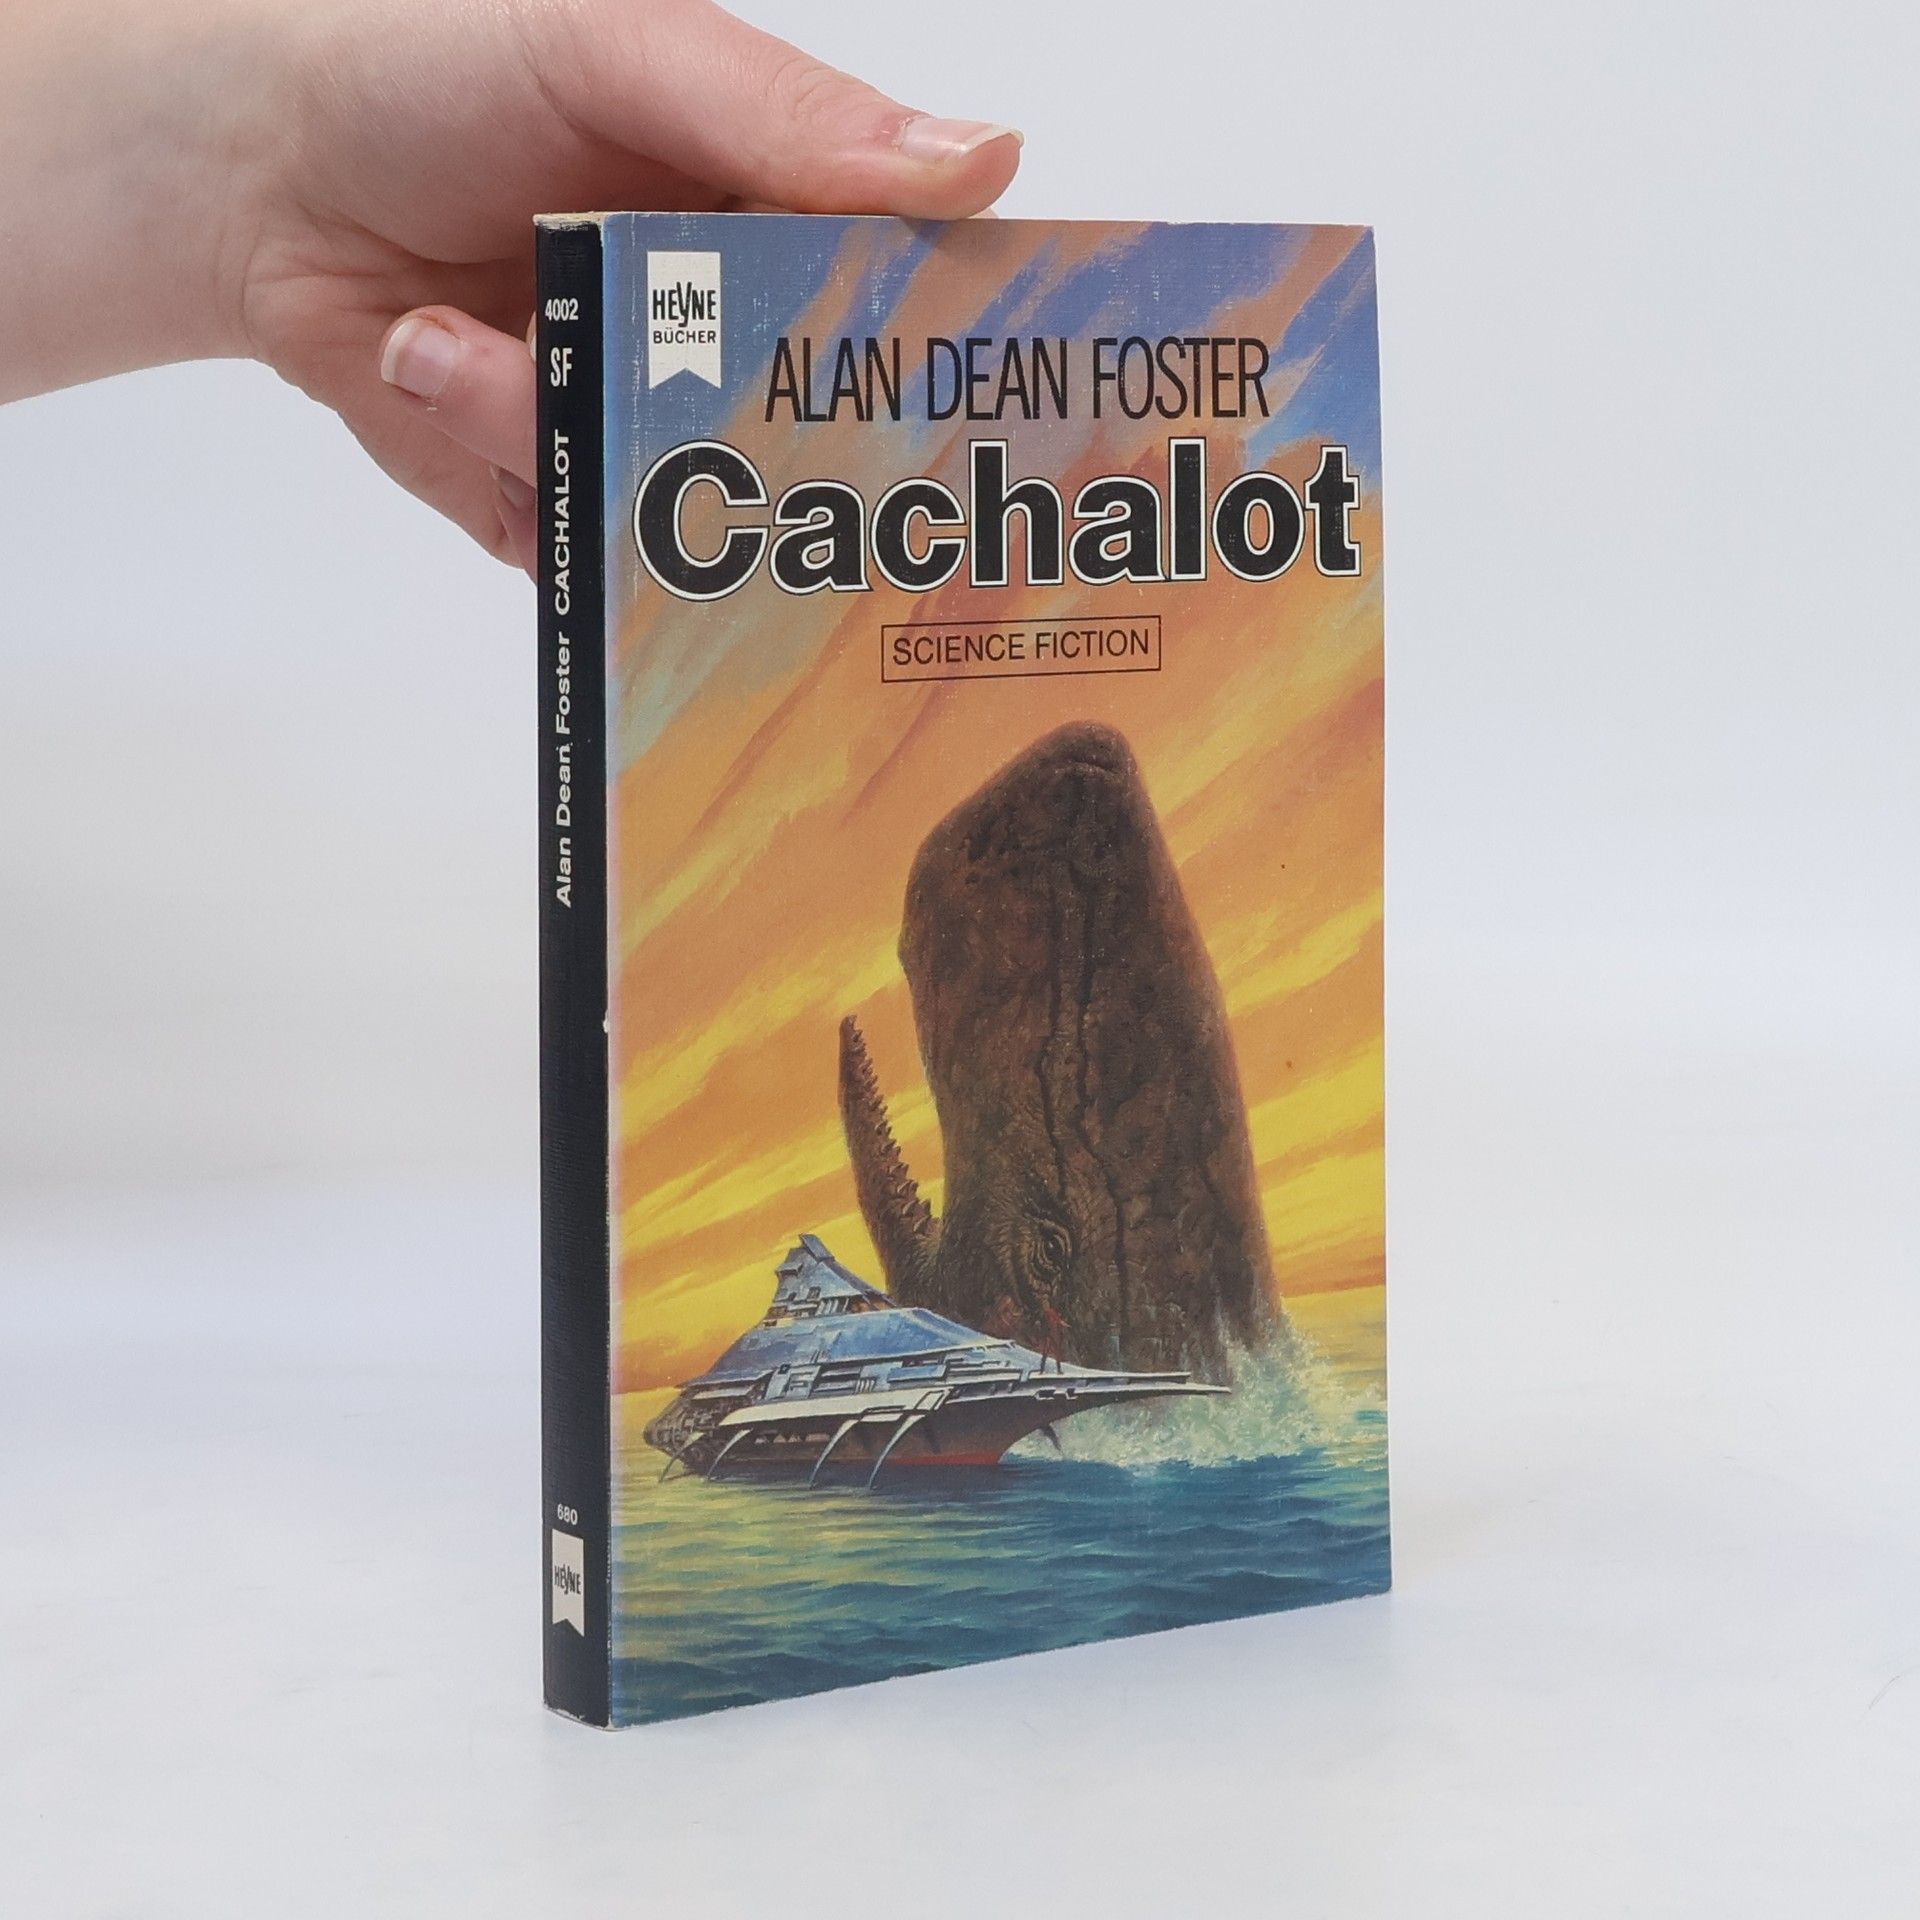 4002
SF
Alan Dean Foster CACHALOT
680
HEYNE
HEYNE
BÜCHER
ALAN DEAN FOSTER
Cachalot
SCIENCE FICTION